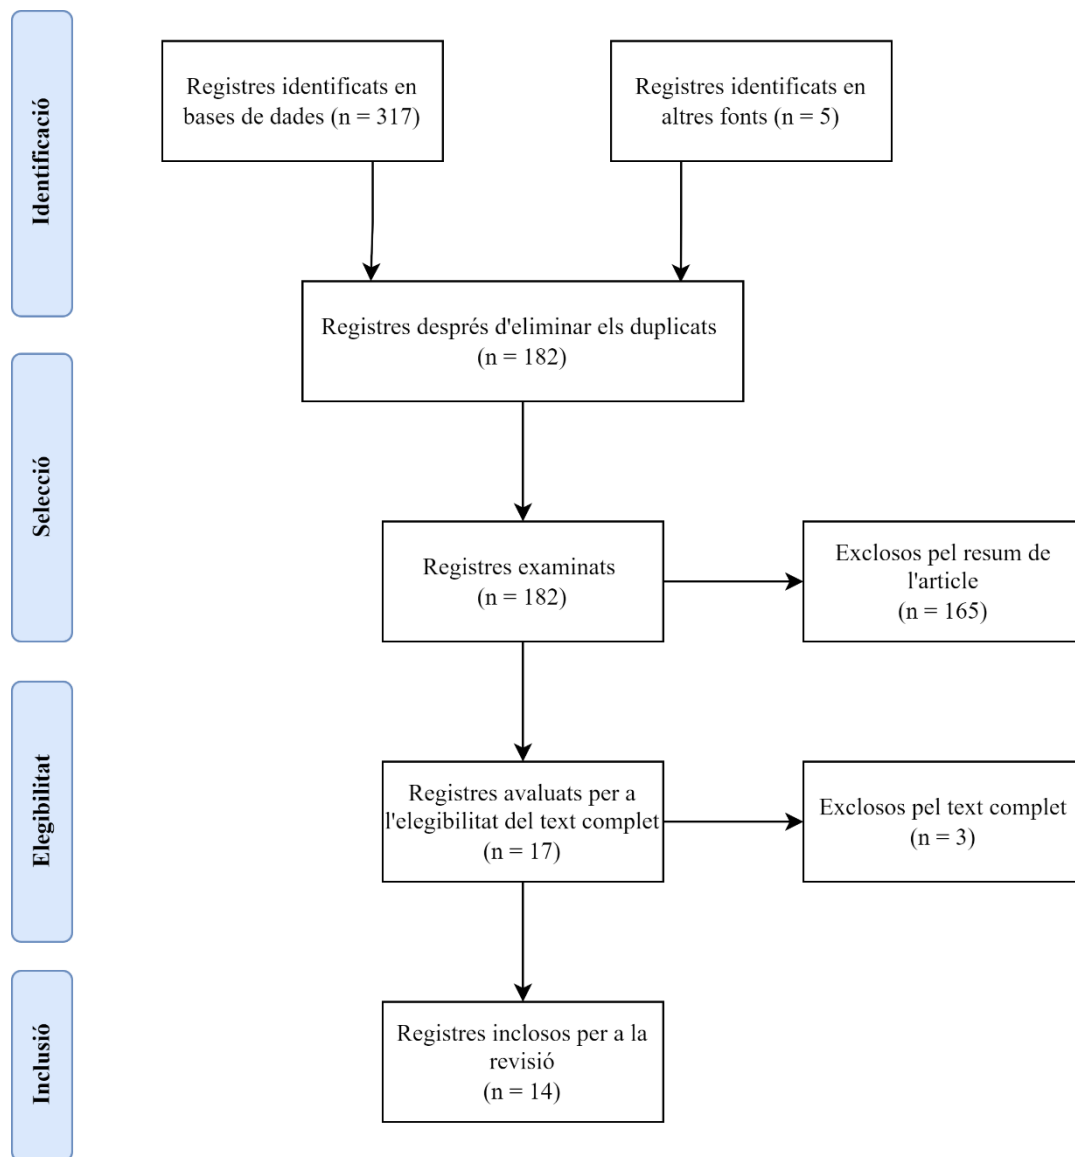 Identificació
Registres identificats en
bases de dades (n = 317)
Registres identificats en
altres fonts (n = 5)
Registres després d'eliminar els duplicats
(n = 182)
Selecció
Registres examinats
(n = 182)
Exclosos pel resum de
l'article
(n = 165)
Elegibilitat
Registres avaluats per a
l'elegibilitat del text complet
(n = 17)
Exclosos pel text complet
(n = 3)
Inclusió
Registres inclosos per a la
revisió
(n = 14)